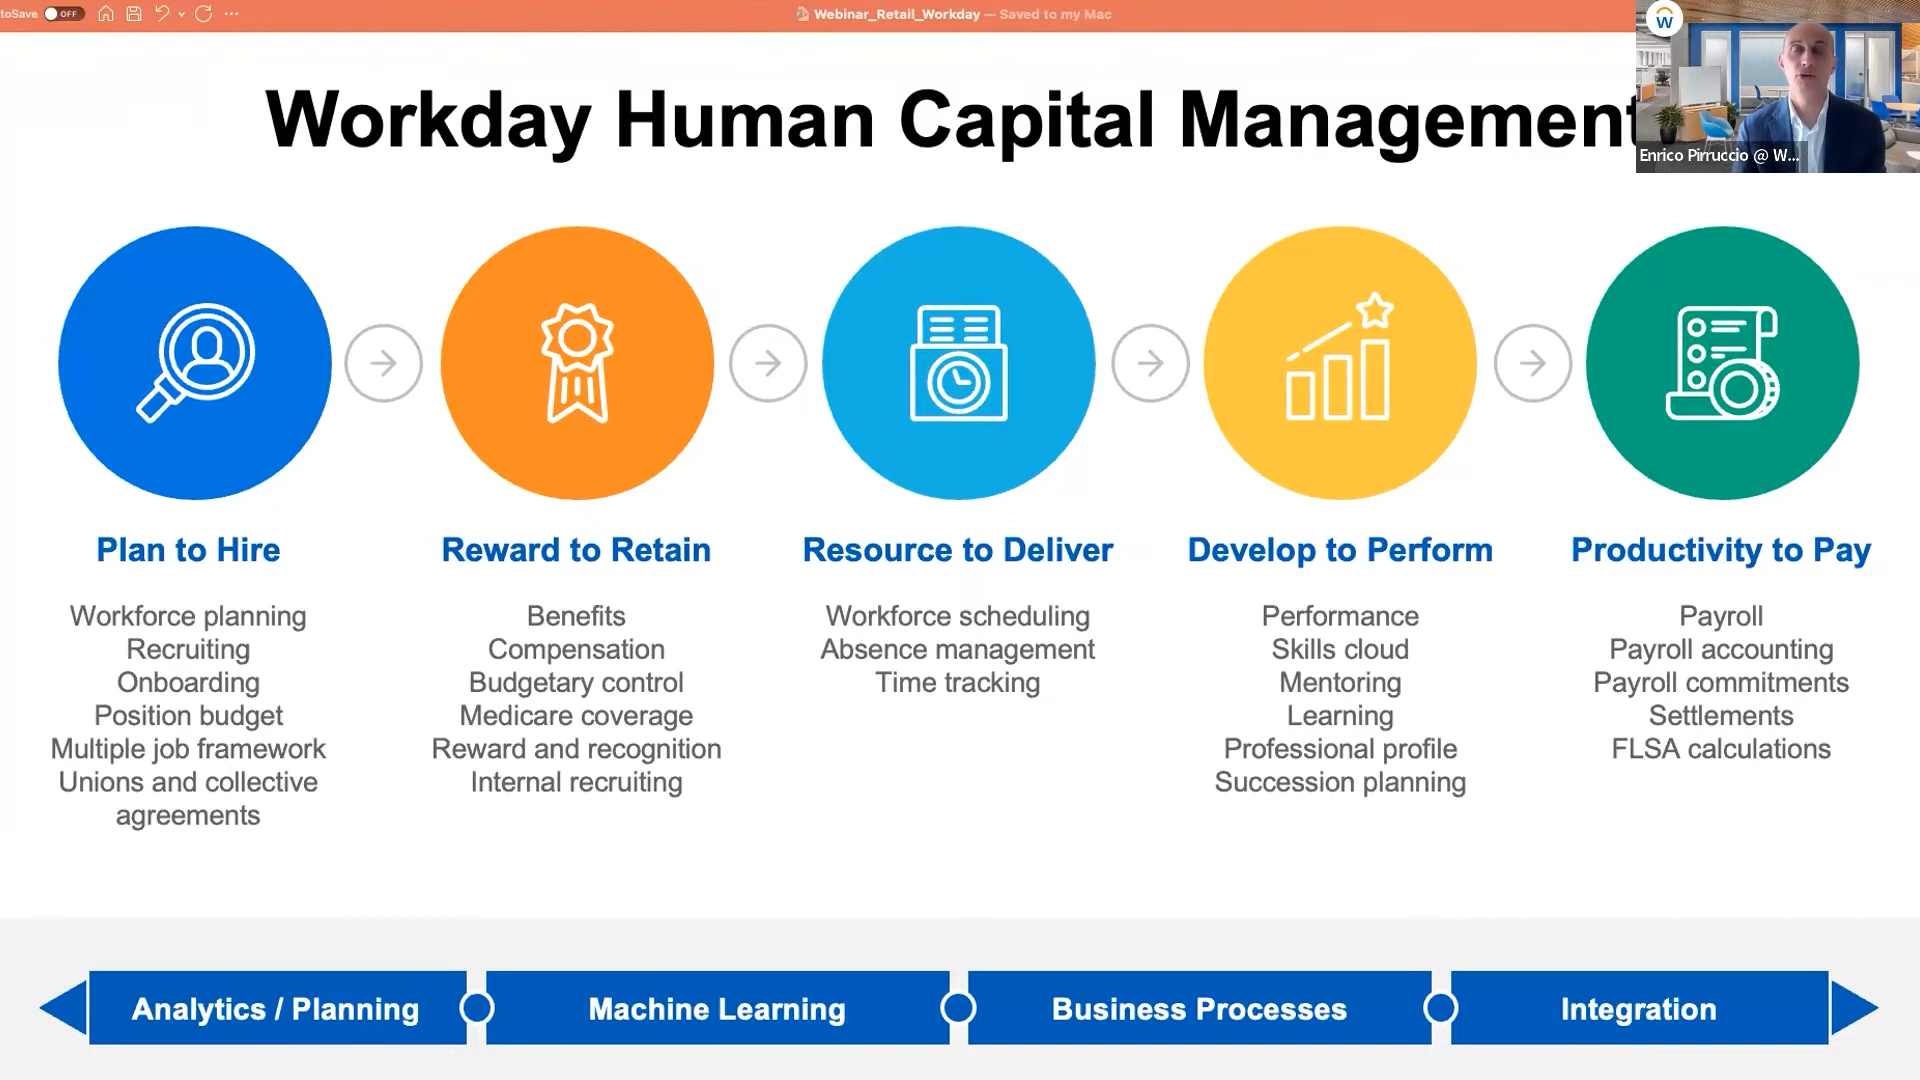 toSave OFF
Webinar_Retail_Workday — Saved to my Mac
W
Workday Human Capital Management
Enrico Pirruccio @ W...
Plan to Hire
Workforce planning
Recruiting
Onboarding
Position budget
Multiple job framework
Unions and collective
agreements
Reward to Retain
Benefits
Compensation
Budgetary control
Medicare coverage
Reward and recognition
Internal recruiting
Resource to Deliver
Workforce scheduling
Absence management
Time tracking
Develop to Perform
Performance
Skills cloud
Mentoring
Learning
Professional profile
Succession planning
Productivity to Pay
Payroll
Payroll accounting
Payroll commitments
Settlements
FLSA calculations
Analytics / Planning
Machine Learning
Business Processes
Integration